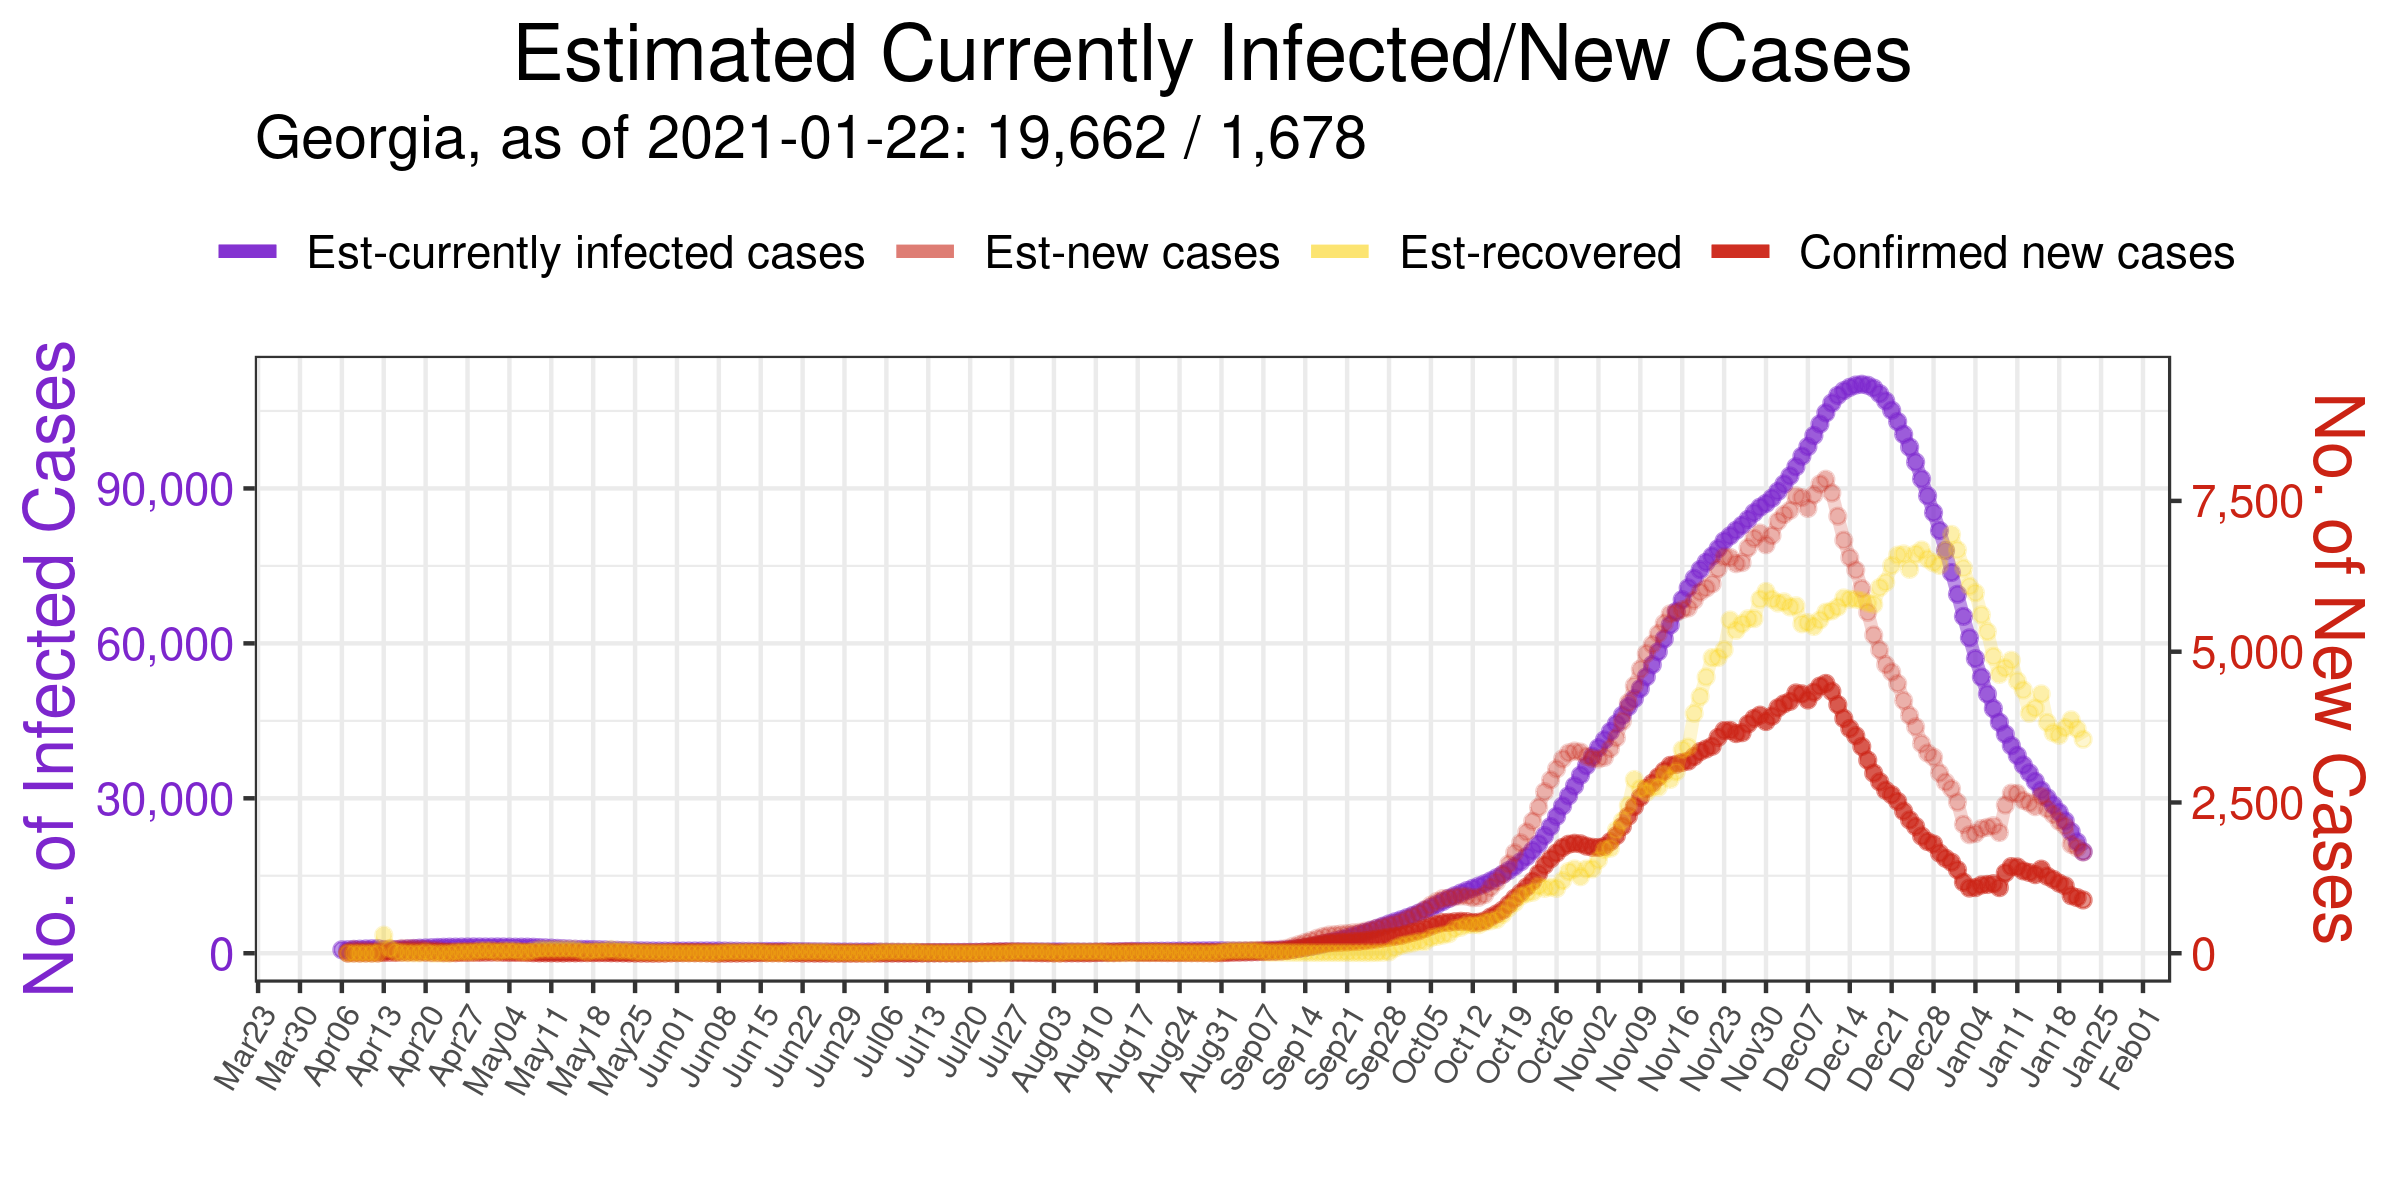 Estimated Currently Infected/New Cases
Georgia, as of 2021-01-22: 19,662 / 1,678
Est-currently infected cases Est-new cases Est-recovered Confirmed new cases
No. of Infected Cases
90,000
60,000
30,000
0
7,500
5,000
2,500
0
No. of New Cases
Mar23 Mar30 Apr06 Apr13 Apr20 Apr27 May04 May11 May18 May25 Jun01 Jun08 Jun15 Jun22 Jun29 Jul06 Jul13 Jul20 Jul27 Aug03 Aug10 Aug17 Aug24 Aug31 Sep07 Sep14 Sep21 Sep28 Oct05 Oct12 Oct19 Oct26 Nov02 Nov09 Nov16 Nov23 Nov30 Dec07 Dec14 Dec21 Dec28 Jan04 Jan11 Jan18 Jan25 Feb01